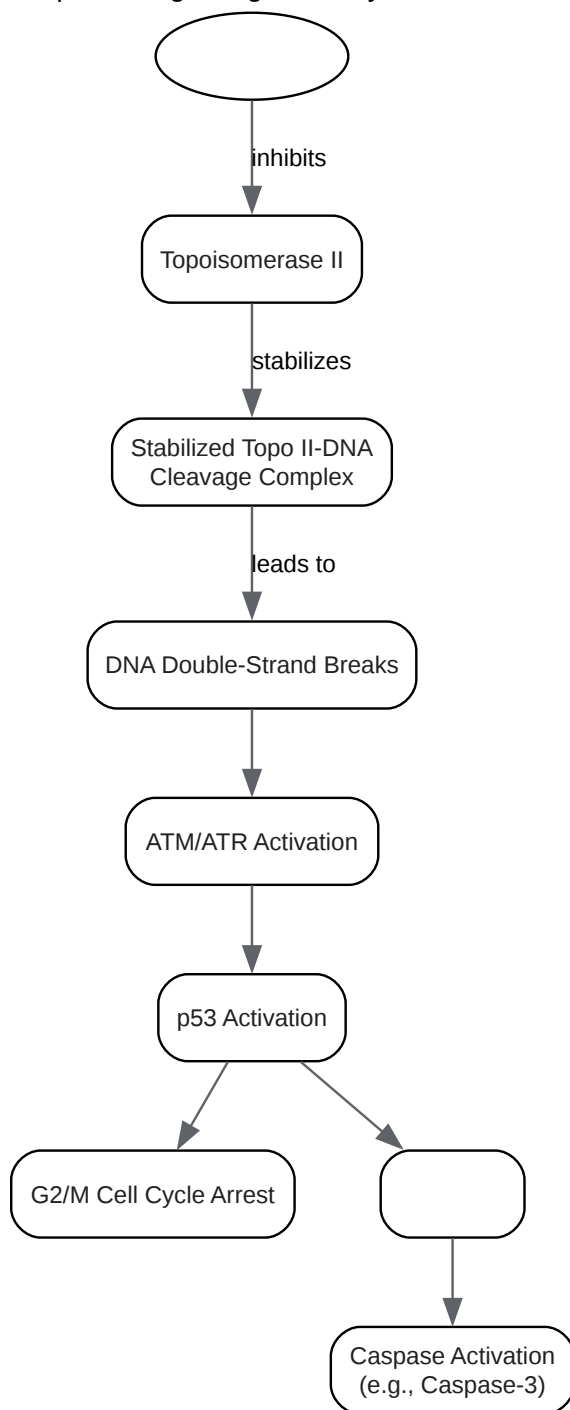 inhibits
Topoisomerase II
stabilizes
Stabilized Topo II-DNA
Cleavage Complex
leads to
DNA Double-Strand Breaks
ATM/ATR Activation
p53 Activation
G2/M Cell Cycle Arrest
Caspase Activation
(e.g., Caspase-3)